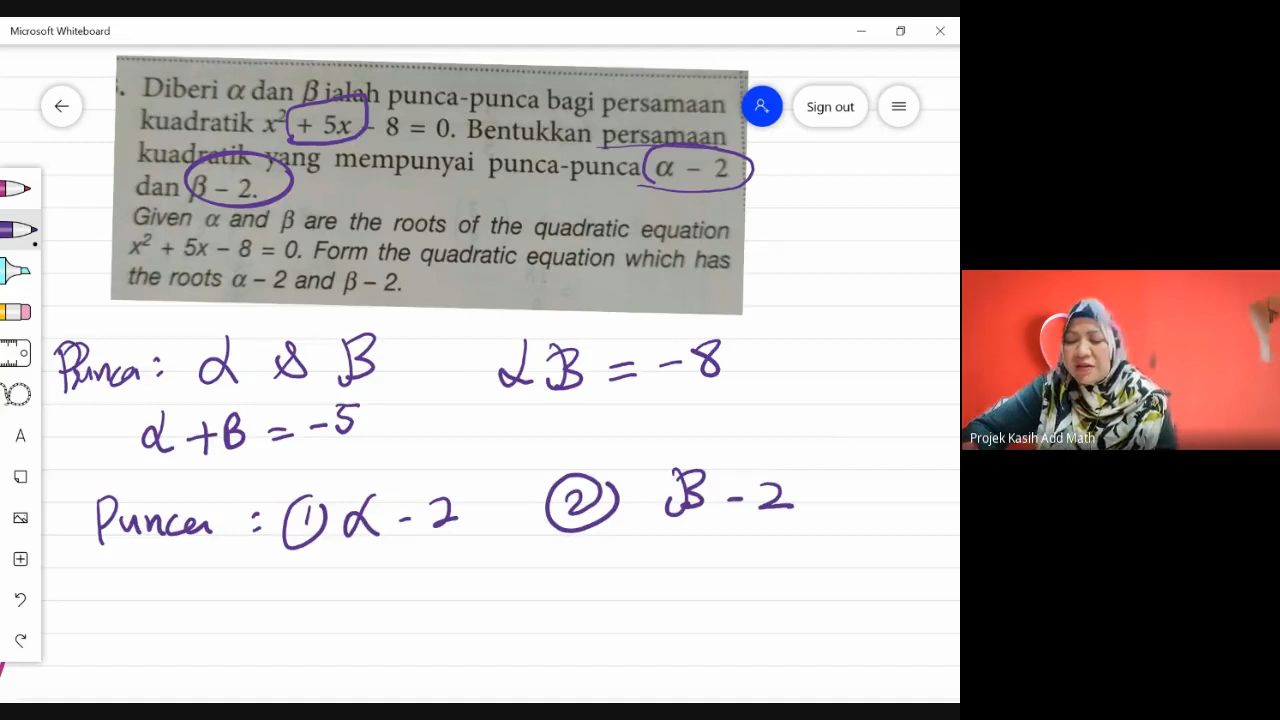 Microsoft Whiteboard
Sign out
. Diberi α dan β ialah punca-punca bagi persamaan
kuadratik x² + 5x - 8 = 0. Bentukkan persamaan
kuadratik yang mempunyai punca-punca α − 2
dan β − 2.
Given α and β are the roots of the quadratic equation
x² + 5x − 8 = 0. Form the quadratic equation which has
the roots α − 2 and β − 2.
Punca: α & β
αβ = -8
α + β = -5
Punca : ① α - 2 ② β - 2
A
Projek Kasih Add Math